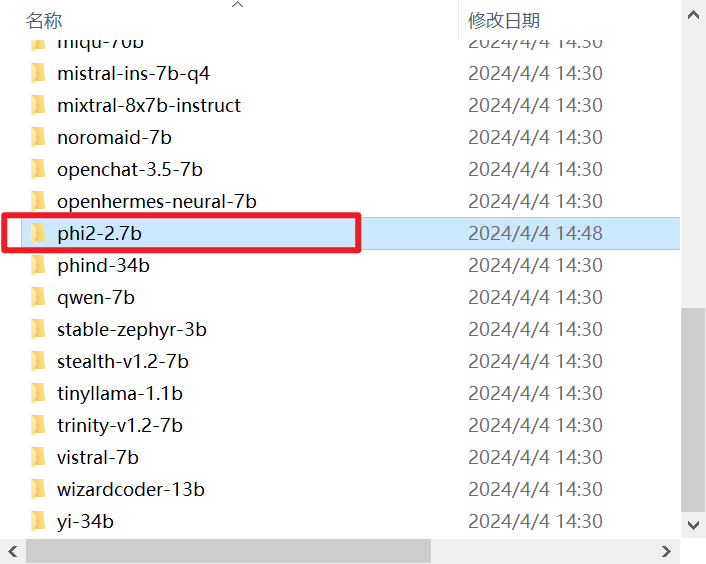 名称 修改日期
miqu-70b 2024/4/4 14:30
mistral-ins-7b-q4 2024/4/4 14:30
mixtral-8x7b-instruct 2024/4/4 14:30
noromaid-7b 2024/4/4 14:30
openchat-3.5-7b 2024/4/4 14:30
openhermes-neural-7b 2024/4/4 14:30
phi2-2.7b 2024/4/4 14:48
phind-34b 2024/4/4 14:30
qwen-7b 2024/4/4 14:30
stable-zephyr-3b 2024/4/4 14:30
stealth-v1.2-7b 2024/4/4 14:30
tinyllama-1.1b 2024/4/4 14:30
trinity-v1.2-7b 2024/4/4 14:30
vistral-7b 2024/4/4 14:30
wizardcoder-13b 2024/4/4 14:30
yi-34b 2024/4/4 14:30